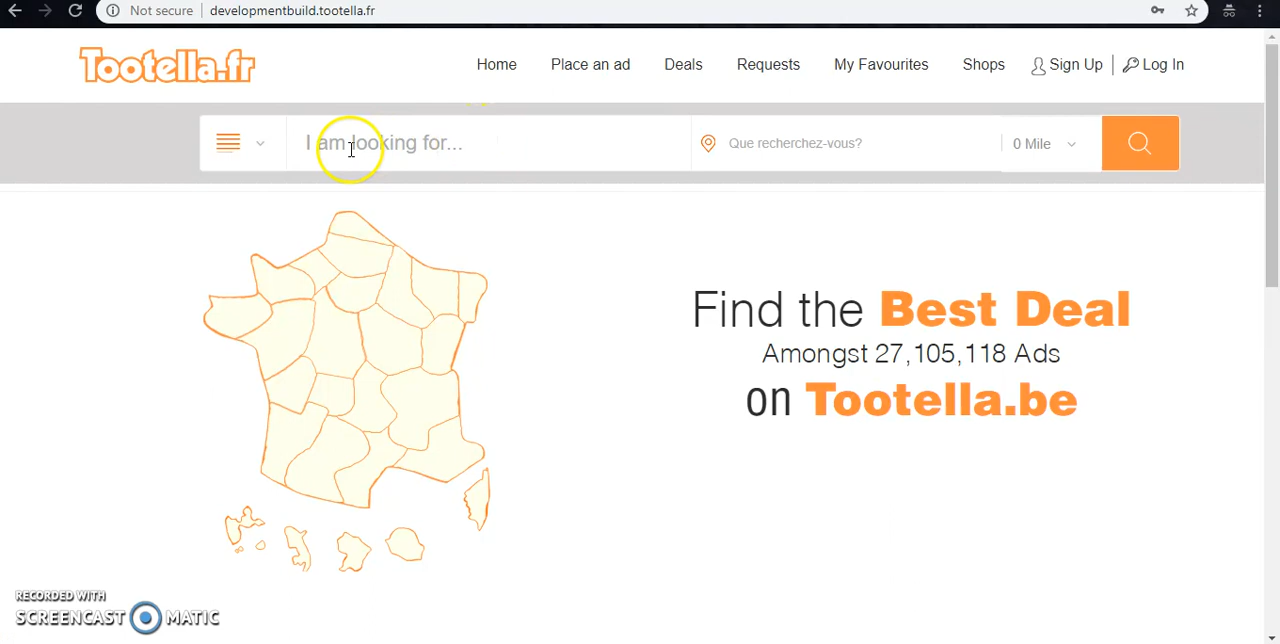 Not secure | developmentbuild.tootella.fr
Tootella.fr
Home Place an ad Deals Requests My Favourites Shops Sign Up | Log In
I am looking for... Que recherchez-vous? 0 Mile
Find the Best Deal
Amongst 27,105,118 Ads
on Tootella.be
RECORDED WITH
SCREENCAST MATIC